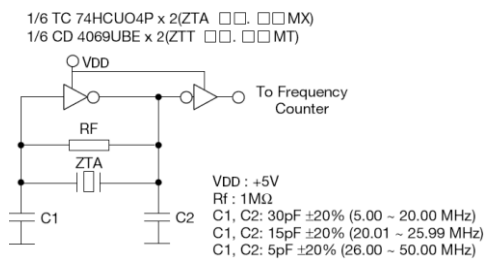 1/6 TC 74HCUO4P x 2(ZTA □□. □□MX)
1/6 CD 4069UBE x 2(ZTT □□. □□MT)
VDD
To Frequency
Counter
RF
ZTA
C1
C2
VDD : +5V
Rf : 1MΩ
C1, C2: 30pF ±20% (5.00 ~ 20.00 MHz)
C1, C2: 15pF ±20% (20.01 ~ 25.99 MHz)
C1, C2: 5pF ±20% (26.00 ~ 50.00 MHz)